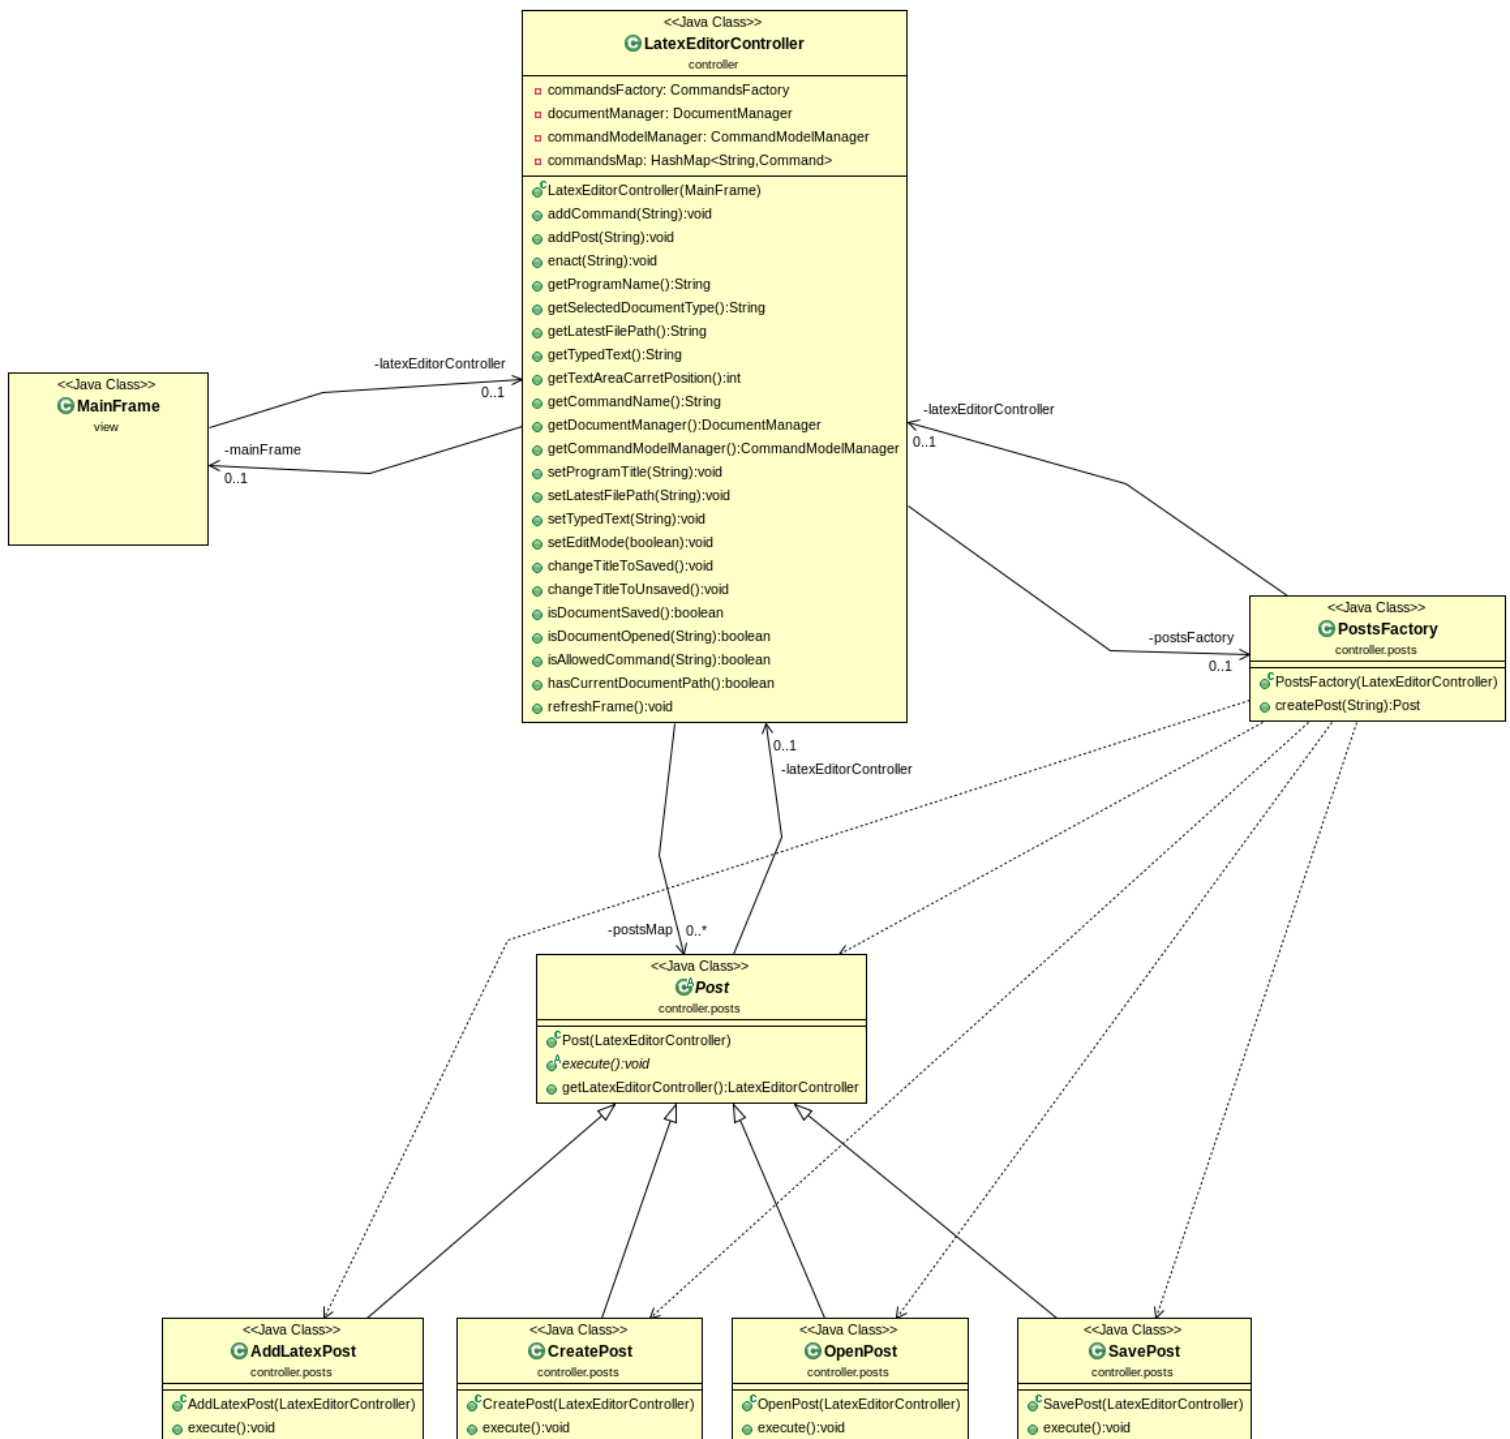 <<Java Class>>
LatexEditorController
controller
commandsFactory: CommandsFactory
documentManager: DocumentManager
commandModelManager: CommandModelManager
commandsMap: HashMap<String,Command>
LatexEditorController(MainFrame)
addCommand(String):void
addPost(String):void
enact(String):void
getProgramName():String
getSelectedDocumentType():String
getLatestFilePath():String
getTypedText():String
getTextAreaCarretPosition():int
getCommandName():String
getDocumentManager():DocumentManager
getCommandModelManager():CommandModelManager
setProgramTitle(String):void
setLatestFilePath(String):void
setTypedText(String):void
setEditMode(boolean):void
changeTitleToSaved():void
changeTitleToUnsaved():void
isDocumentSaved():boolean
isDocumentOpened(String):boolean
isAllowedCommand(String):boolean
hasCurrentDocumentPath():boolean
refreshFrame():void
-latexEditorController
0..1
<<Java Class>>
MainFrame
view
-mainFrame
0..1
-latexEditorController
0..1
-postsFactory
0..1
<<Java Class>>
PostsFactory
controller.posts
PostsFactory(LatexEditorController)
createPost(String):Post
0..1
-latexEditorController
-postsMap
0..*
<<Java Class>>
Post
controller.posts
Post(LatexEditorController)
execute():void
getLatexEditorController():LatexEditorController
<<Java Class>>
AddLatexPost
controller.posts
AddLatexPost(LatexEditorController)
execute():void
<<Java Class>>
CreatePost
controller.posts
CreatePost(LatexEditorController)
execute():void
<<Java Class>>
OpenPost
controller.posts
OpenPost(LatexEditorController)
execute():void
<<Java Class>>
SavePost
controller.posts
SavePost(LatexEditorController)
execute():void